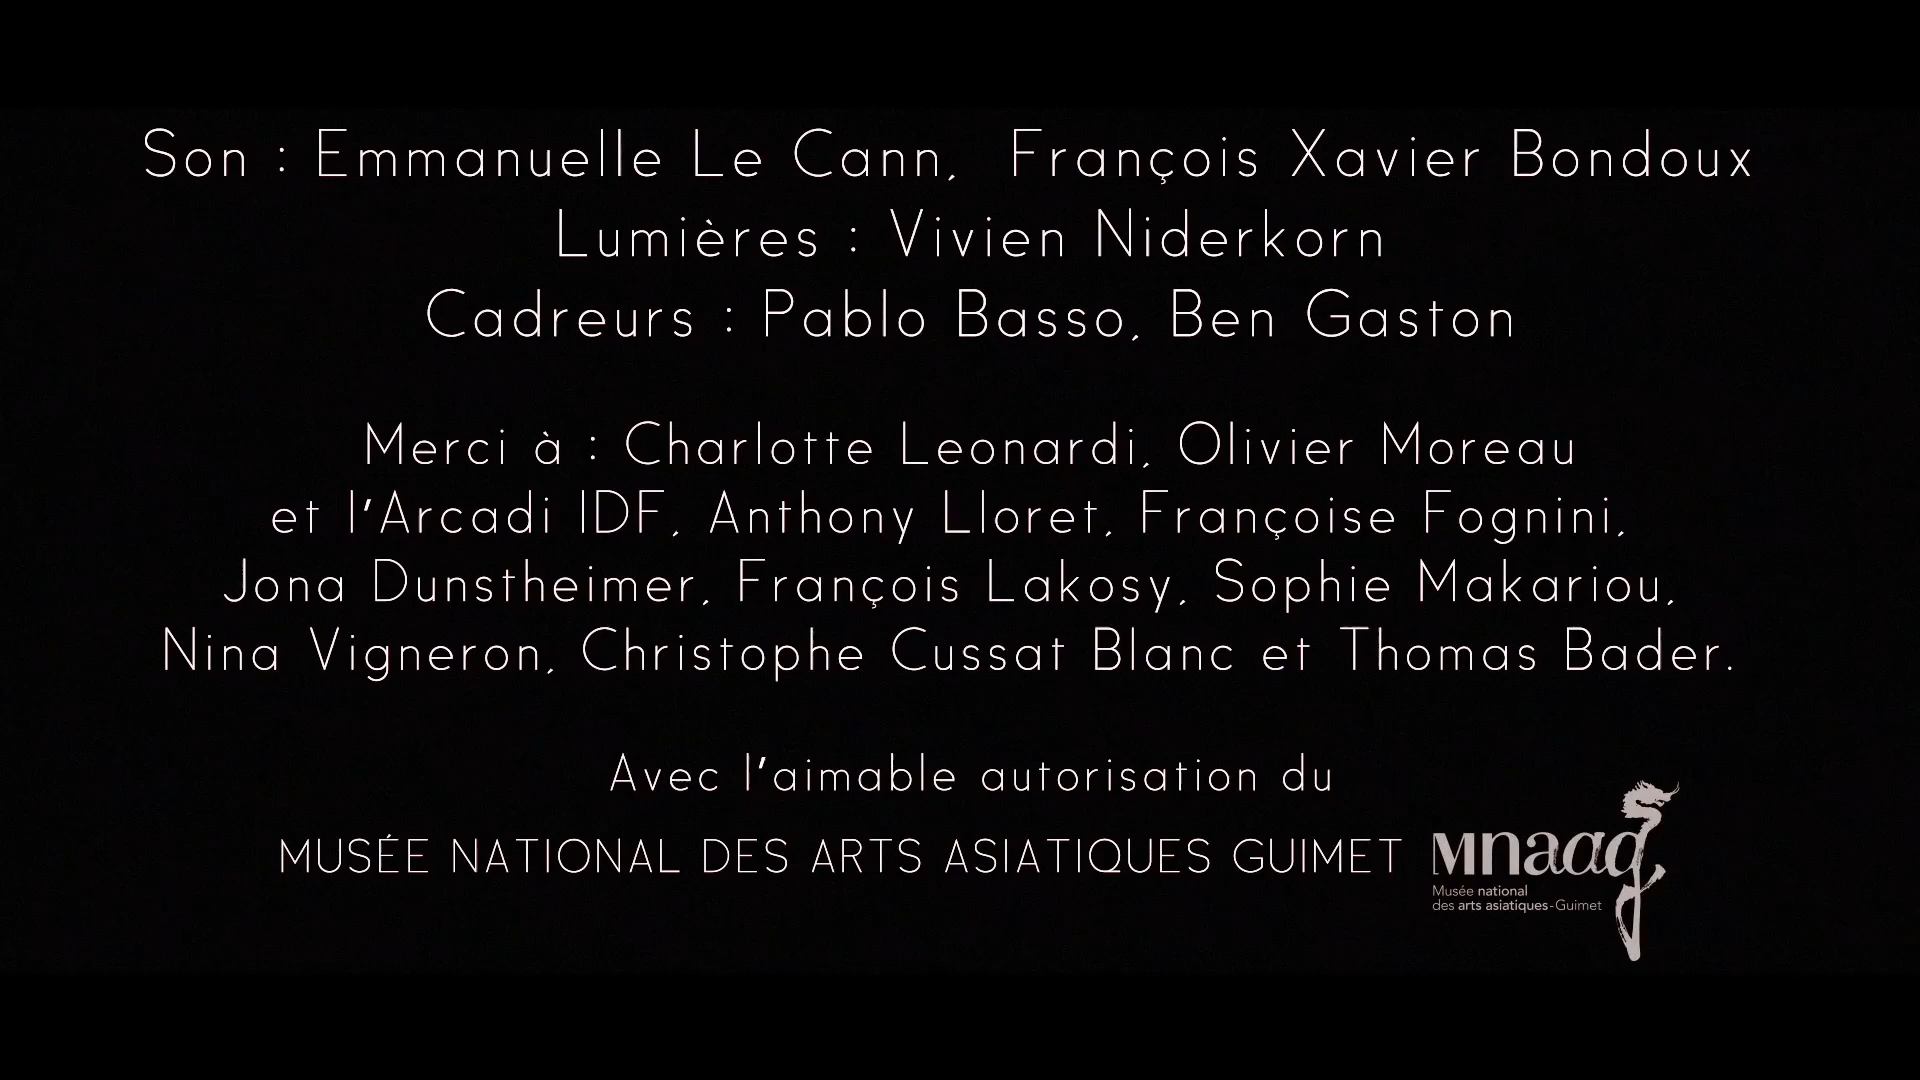 Son : Emmanuelle Le Cann, François Xavier Bondoux
Lumières : Vivien Niderkorn
Cadreurs : Pablo Basso, Ben Gaston
Merci à : Charlotte Leonardi, Olivier Moreau
et l'Arcadi IDF, Anthony Lloret, Françoise Fognini,
Jona Dunstheimer, François Lakosy, Sophie Makariou,
Nina Vigneron, Christophe Cussat Blanc et Thomas Bader.
Avec l'aimable autorisation du
MUSÉE NATIONAL DES ARTS ASIATIQUES GUIMET
mnaag
Musée national
des arts asiatiques-Guimet